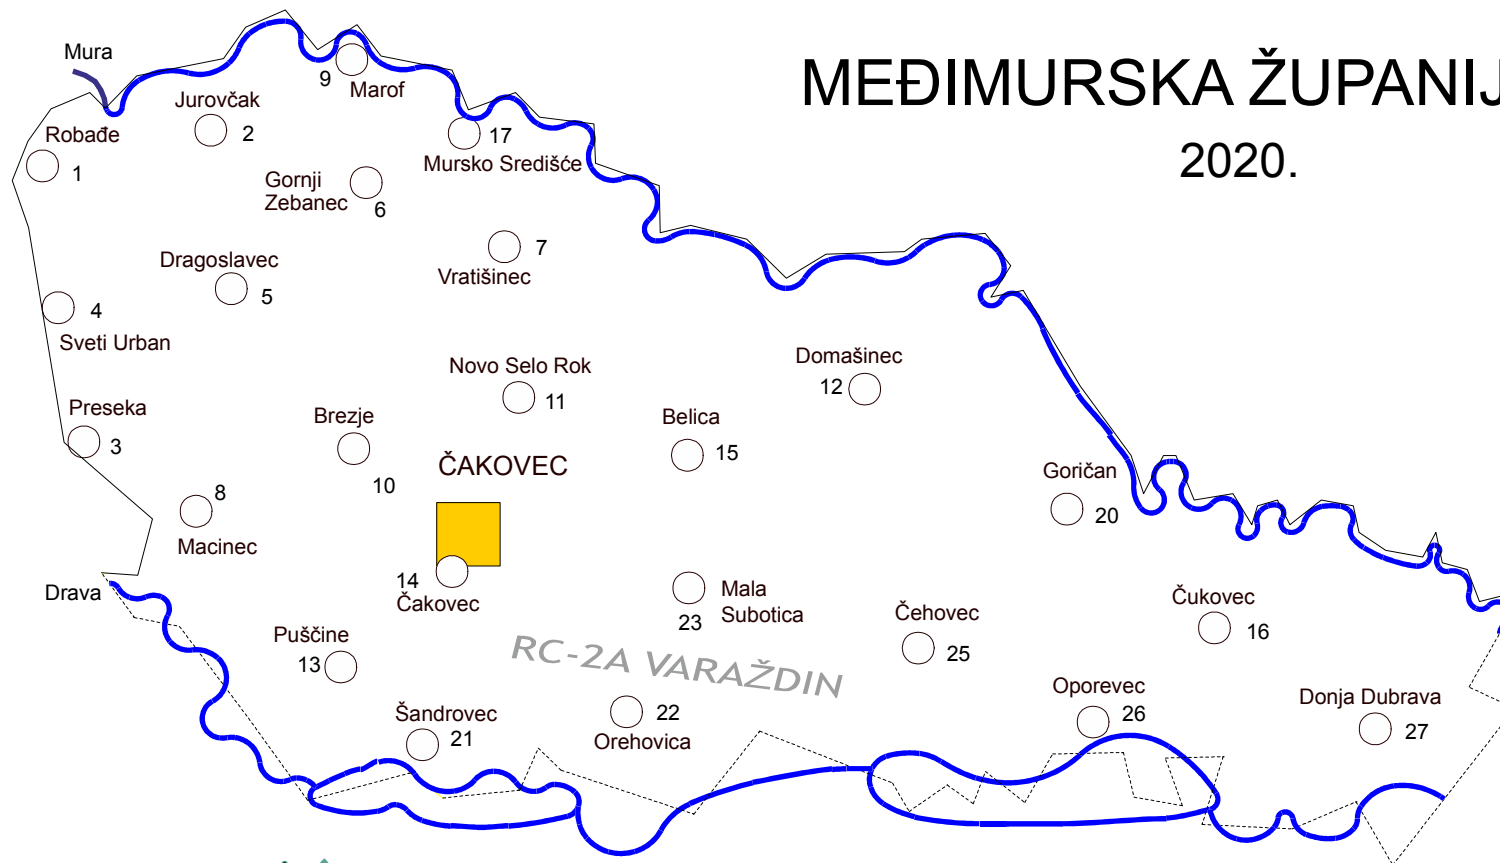 MEĐIMURSKA ŽUPANIJ
2020.
Mura
9
Marof
Jurovčak
2
Robađe
1
17
Mursko Središće
Gornji
Zebanec
6
7
Vratišinec
Dragoslavec
5
4
Sveti Urban
Novo Selo Rok
11
Domašinec
12
Preseka
3
Brezje
10
Belica
15
ČAKOVEC
Goričan
20
8
Macinec
14
Čakovec
Drava
23
Mala
Subotica
Čehovec
25
Čukovec
16
Puščine
13
RC-2A VARAŽDIN
Šandrovec
21
22
Orehovica
Oporevec
26
Donja Dubrava
27